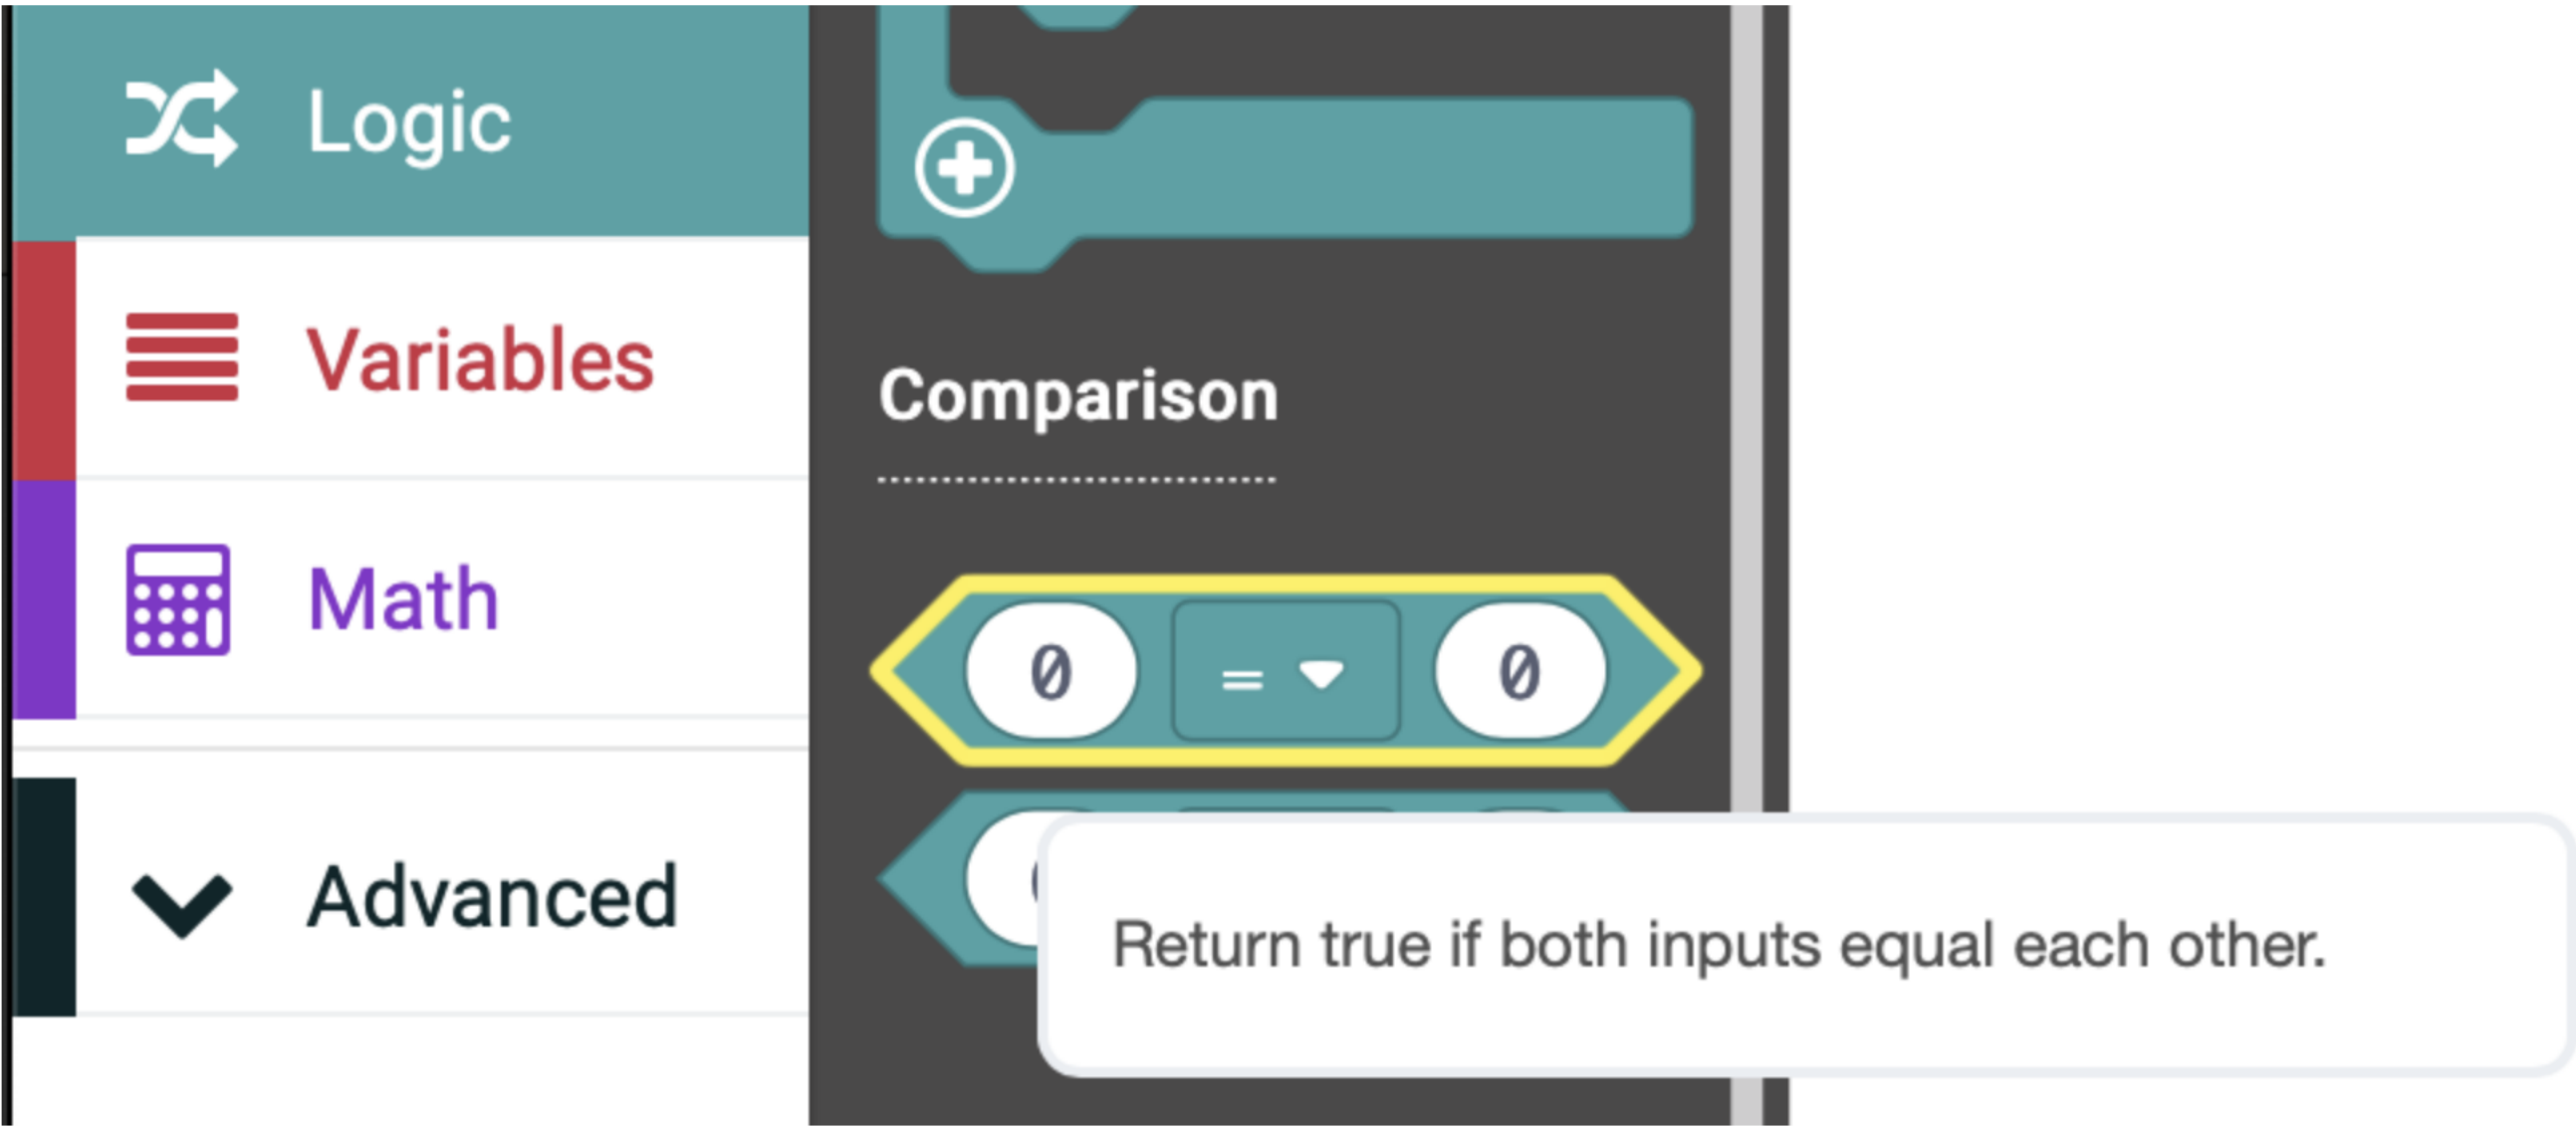 Logic
Variables
Math
Advanced
Comparison
0 = 0
Return true if both inputs equal each other.